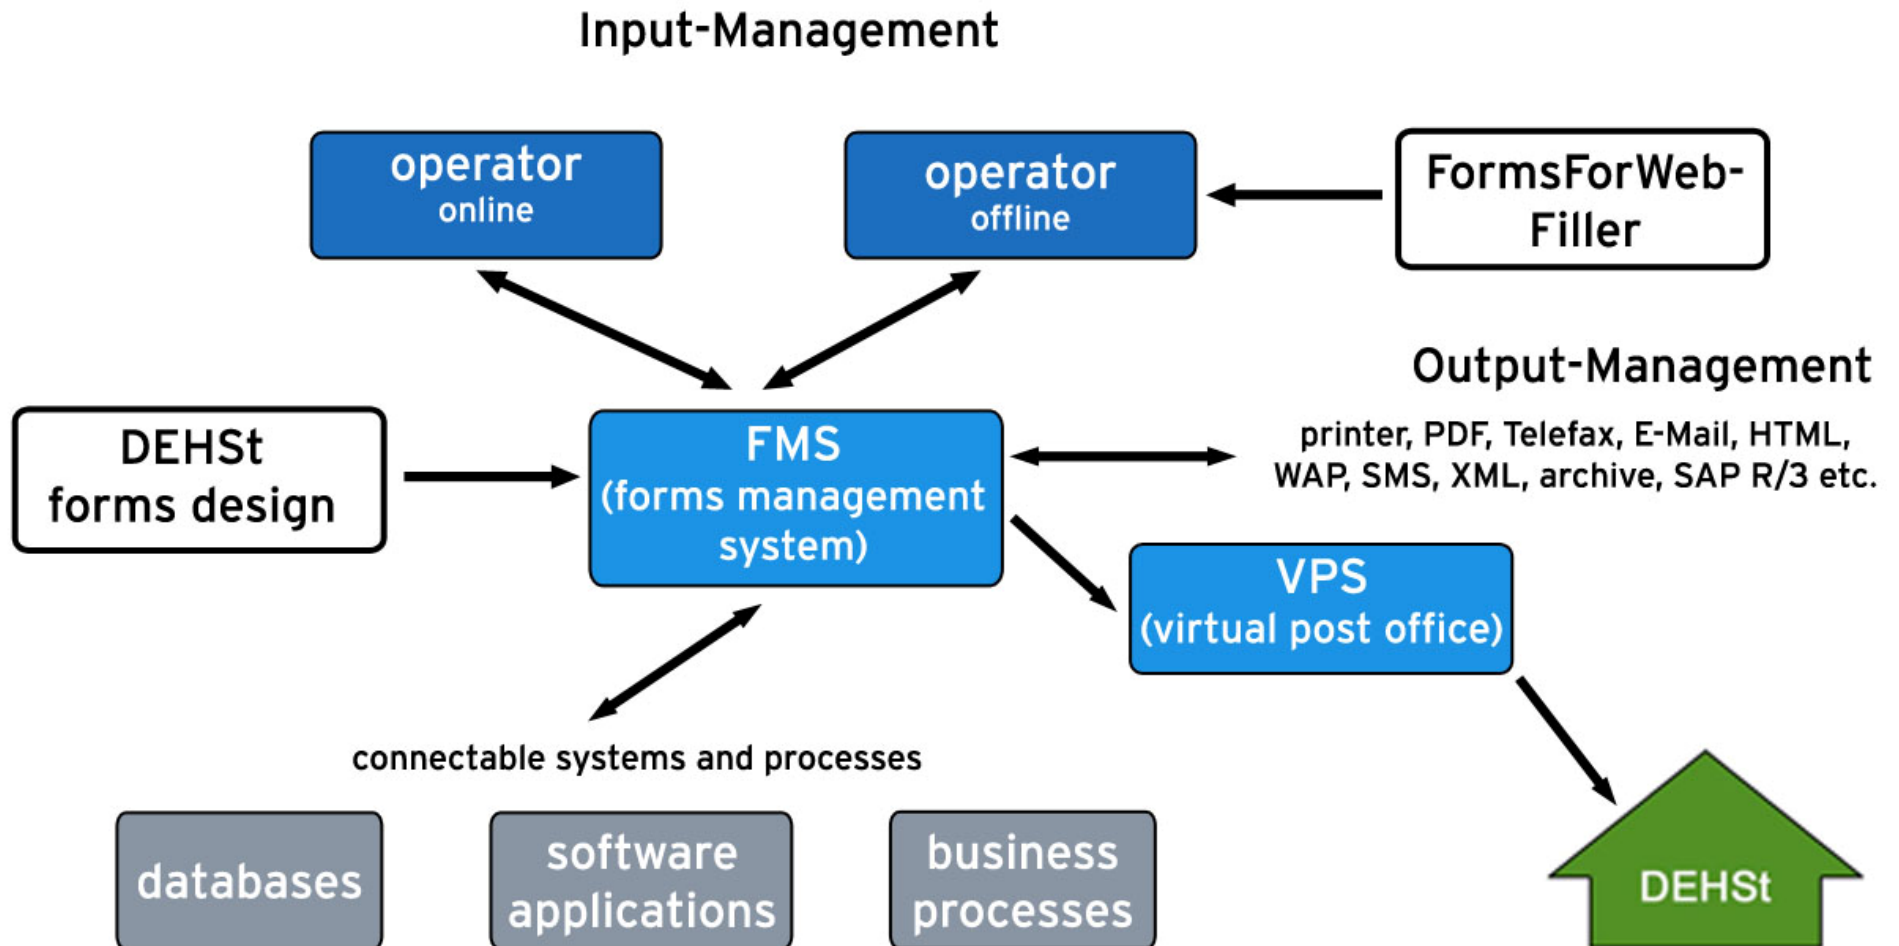 Input-Management
operator
online
operator
offline
FormsForWeb-
Filler
Output-Management
printer, PDF, Telefax, E-Mail, HTML,
WAP, SMS, XML, archive, SAP R/3 etc.
DEHSt
forms design
FMS
(forms management
system)
VPS
(virtual post office)
connectable systems and processes
databases
software
applications
business
processes
DEHSt